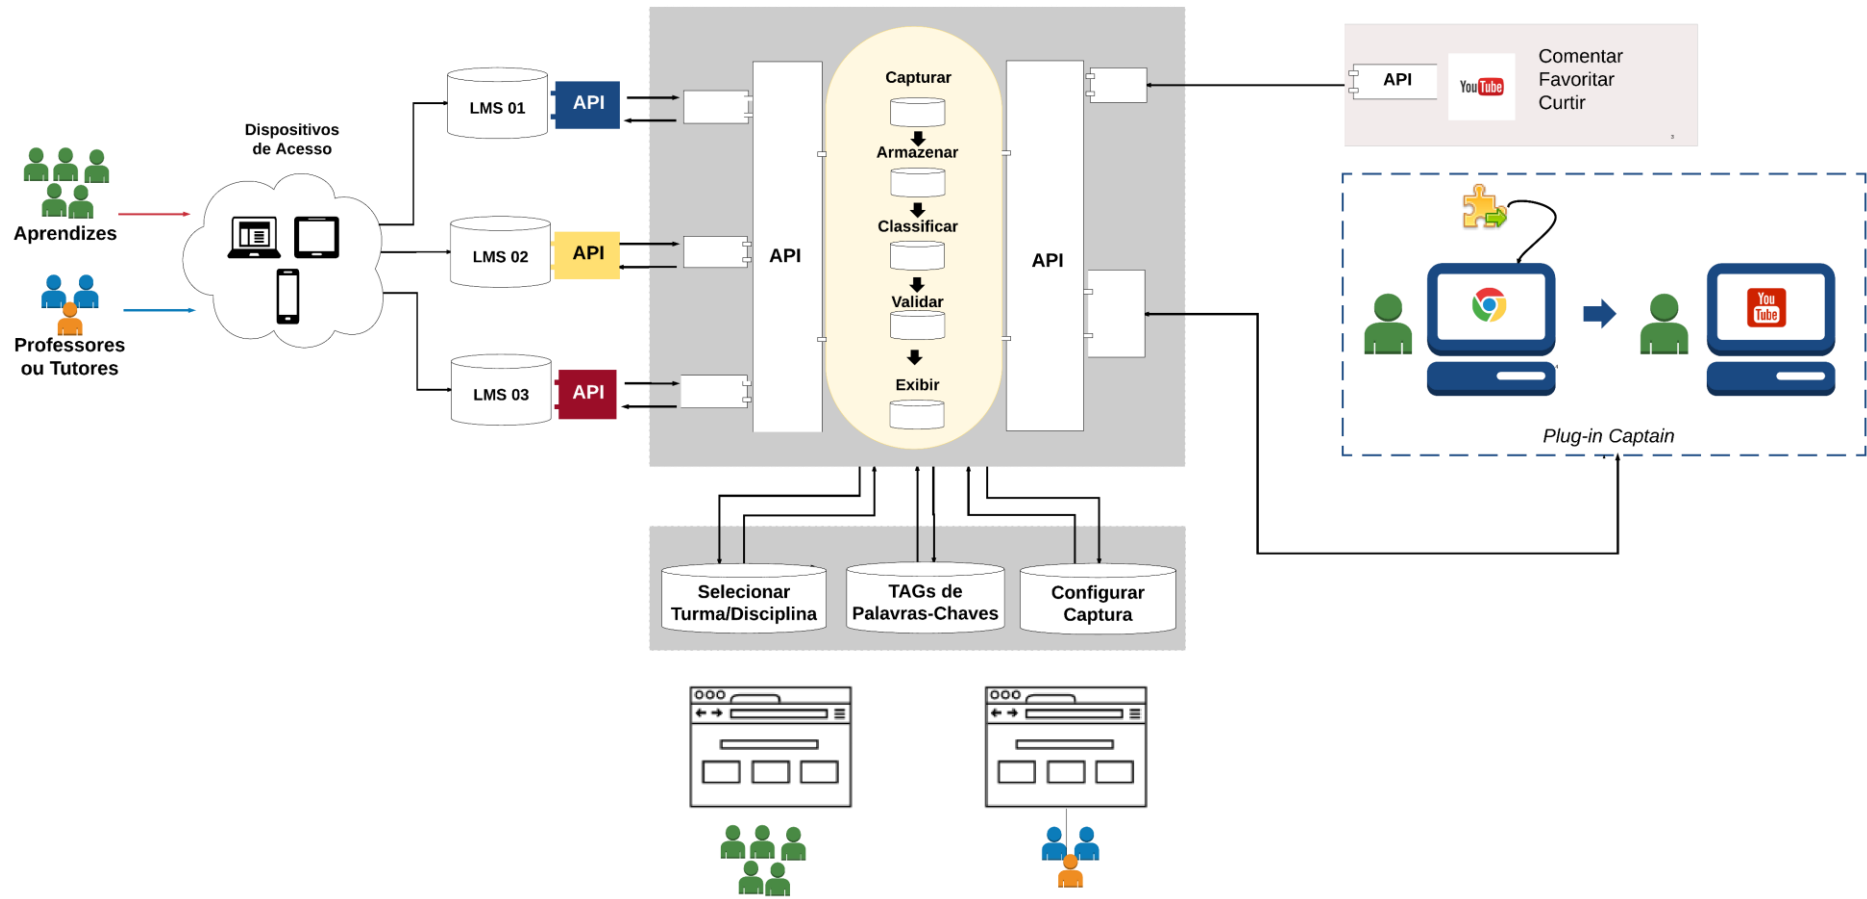 Aprendizes
Professores
ou Tutores
Dispositivos
de Acesso
LMS 01
API
LMS 02
API
LMS 03
API
API
Capturar
Armazenar
Classificar
Validar
Exibir
API
API
YouTube
Comentar
Favoritar
Curtir
3
You
Tube
Plug-in Captain
Selecionar
Turma/Disciplina
TAGs de
Palavras-Chaves
Configurar
Captura